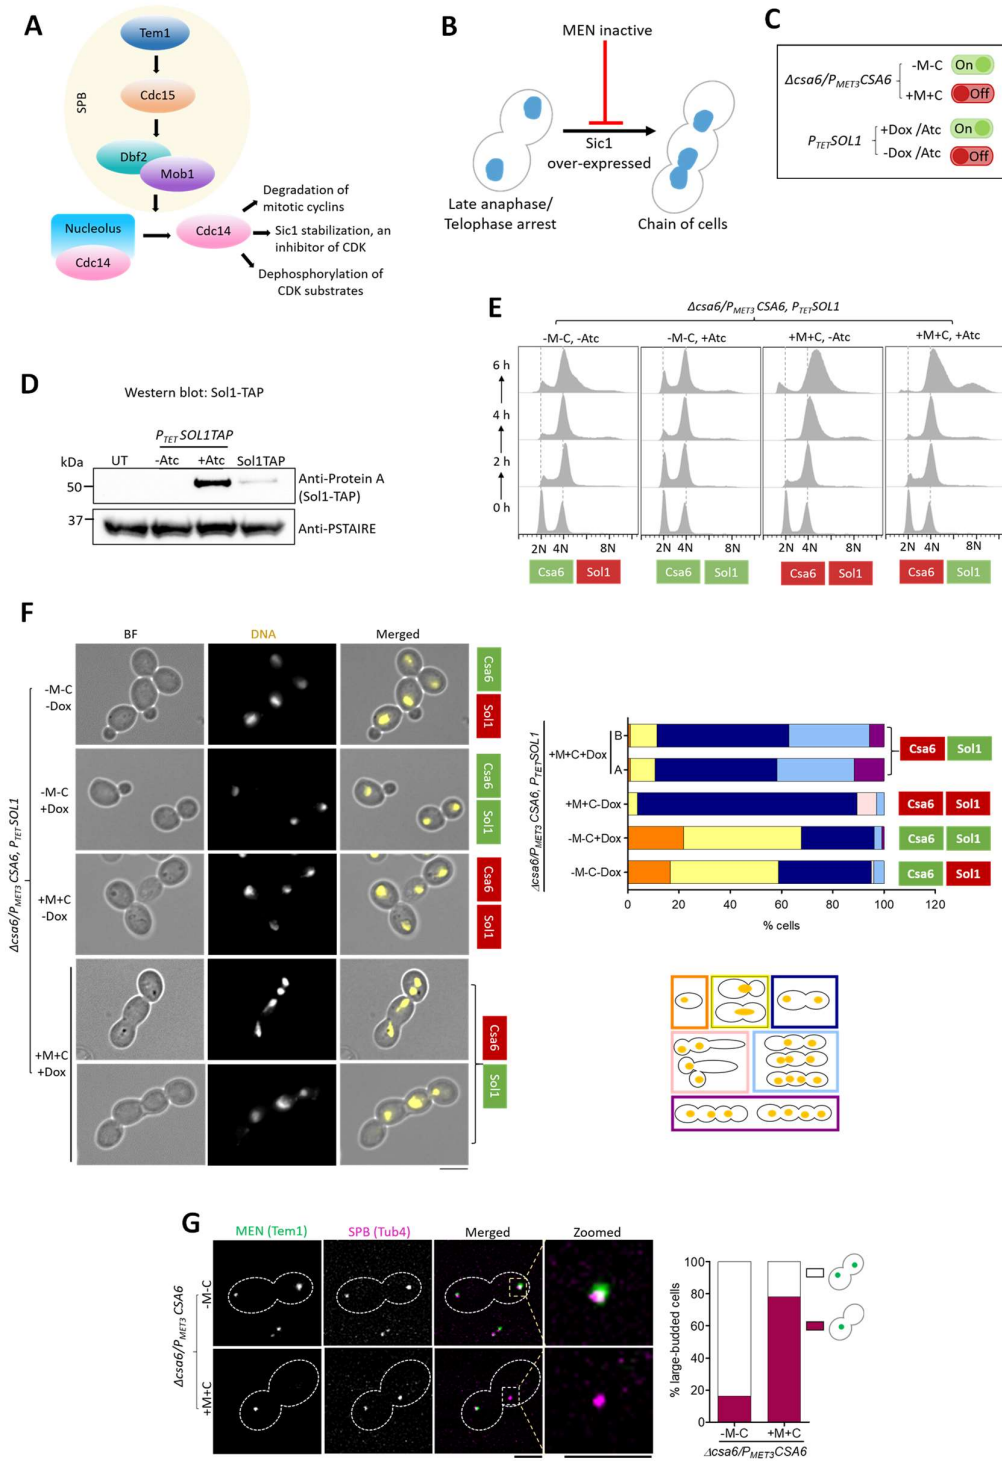 A
Tem1
Cdc15
SPB
Dbf2
Mob1
Nucleolus
Cdc14
Cdc14
Degradation of
mitotic cyclins
Sic1 stabilization, an
inhibitor of CDK
Dephosphorylation of
CDK substrates
B
MEN inactive
Sic1
over-expressed
Late anaphase/
Telophase arrest
Chain of cells
C
Δcsa6/PMET3CSA6
-M-C
On
+M+C
Off
PTETSOL1
+Dox /Atc
On
-Dox /Atc
Off
D
Western blot: Sol1-TAP
PTETSOL1TAP
kDa
UT
-Atc
+Atc
Sol1TAP
50
Anti-Protein A
(Sol1-TAP)
37
Anti-PSTAIRE
E
Δcsa6/PMET3CSA6, PTETSOL1
-M-C, -Atc
-M-C, +Atc
+M+C, -Atc
+M+C, +Atc
6 h
4 h
2 h
0 h
2N 4N 8N
2N 4N 8N
2N 4N 8N
2N 4N 8N
Csa6 Sol1
Csa6 Sol1
Csa6 Sol1
Csa6 Sol1
F
BF
DNA
Merged
Δcsa6/PMET3CSA6, PTETSOL1
-M-C
-Dox
Csa6
Sol1
-M-C
+Dox
Csa6
Sol1
+M+C
-Dox
Csa6
Sol1
+M+C
+Dox
Csa6
Sol1
Δcsa6/PMET3CSA6, PTETSOL1
+M+C+Dox
B
A
Csa6 Sol1
+M+C-Dox
Csa6 Sol1
-M-C+Dox
Csa6 Sol1
-M-C-Dox
Csa6 Sol1
0 20 40 60 80 100 120
% cells
G
MEN (Tem1)
SPB (Tub4)
Merged
Zoomed
Δcsa6/PMET3CSA6
-M-C
+M+C
% large-budded cells
100
80
60
40
20
0
-M-C
+M+C
Δcsa6/PMET3CSA6